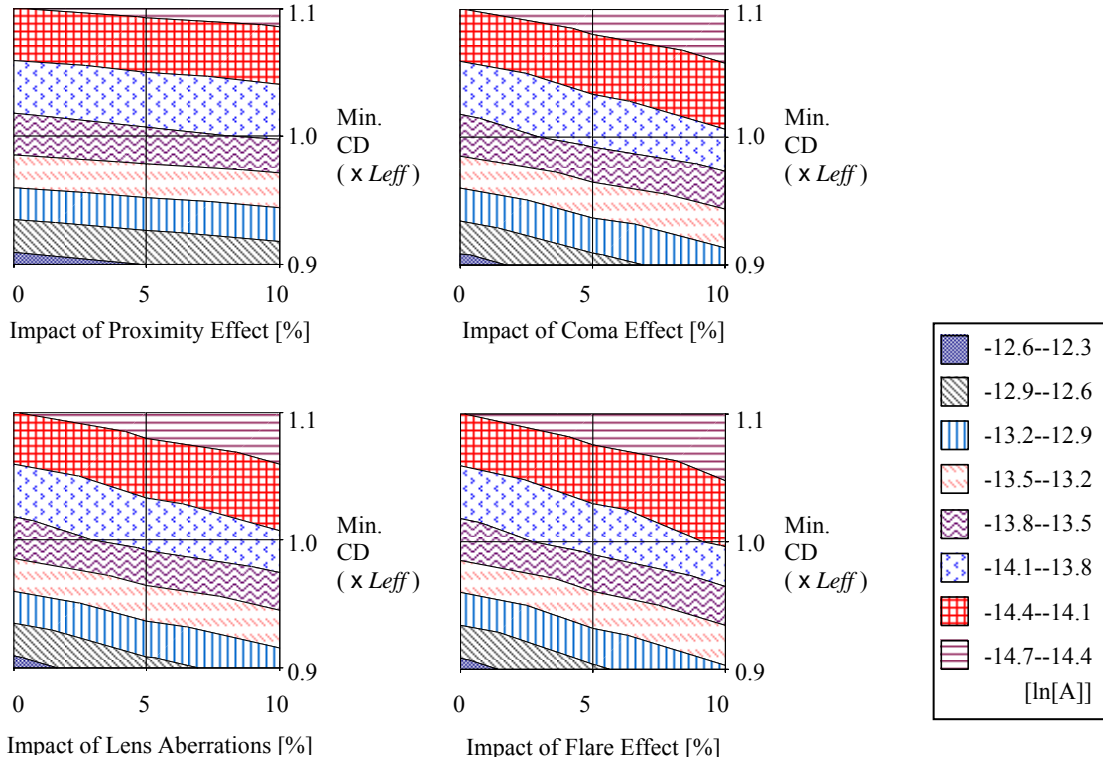 1.1
Min.
1.0
CD
( x Leff )
0.9
0 5 10
Impact of Proximity Effect [%]
1.1
Min.
1.0
CD
( x Leff )
0.9
0 5 10
Impact of Coma Effect [%]
1.1
Min.
1.0
CD
( x Leff )
0.9
0 5 10
Impact of Lens Aberrations [%]
1.1
Min.
1.0
CD
( x Leff )
0.9
0 5 10
Impact of Flare Effect [%]
-12.6--12.3
-12.9--12.6
-13.2--12.9
-13.5--13.2
-13.8--13.5
-14.1--13.8
-14.4--14.1
-14.7--14.4
[ln[A]]